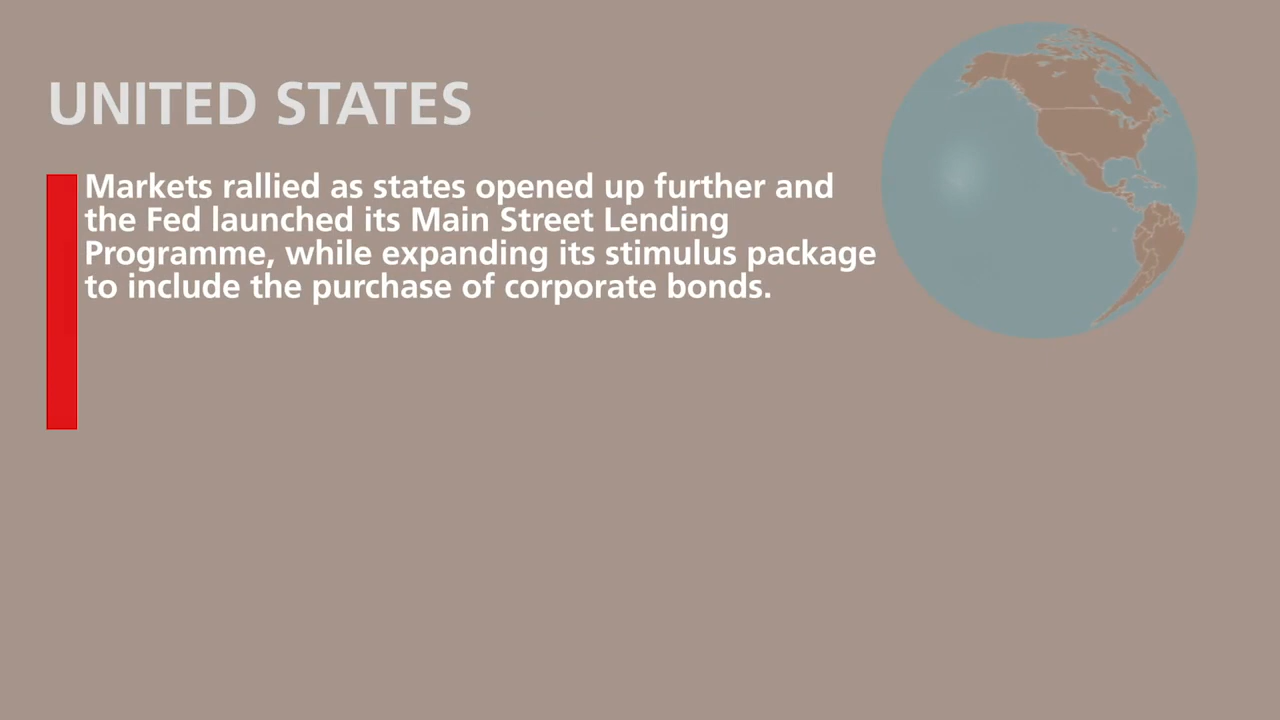 UNITED STATES
Markets rallied as states opened up further and
the Fed launched its Main Street Lending
Programme, while expanding its stimulus package
to include the purchase of corporate bonds.